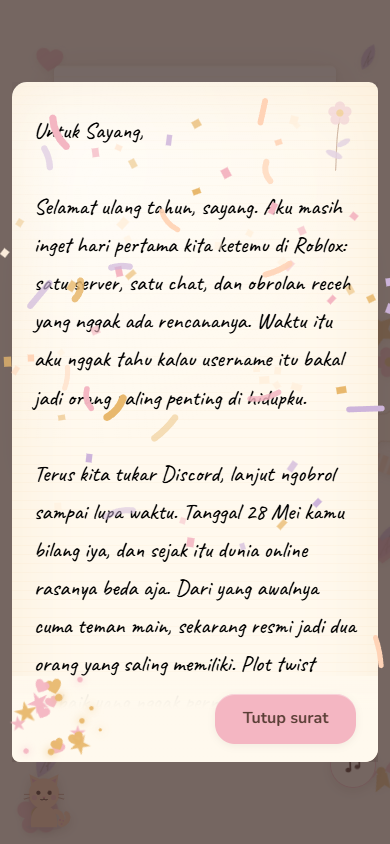 Untuk Sayang,
Selamat ulang tahun, sayang. Aku masih
inget hari pertama kita ketemu di Roblox:
satu server, satu chat, dan obrolan receh
yang nggak ada rencananya. Waktu itu
aku nggak tahu kalau username itu bakal
jadi orang paling penting di hidupku.
Terus kita tukar Discord, lanjut ngobrol
sampai lupa waktu. Tanggal 28 Mei kamu
bilang iya, dan sejak itu dunia online
rasanya beda aja. Dari yang awalnya
cuma teman main, sekarang resmi jadi dua
orang yang saling memiliki. Plot twist
Tutup surat